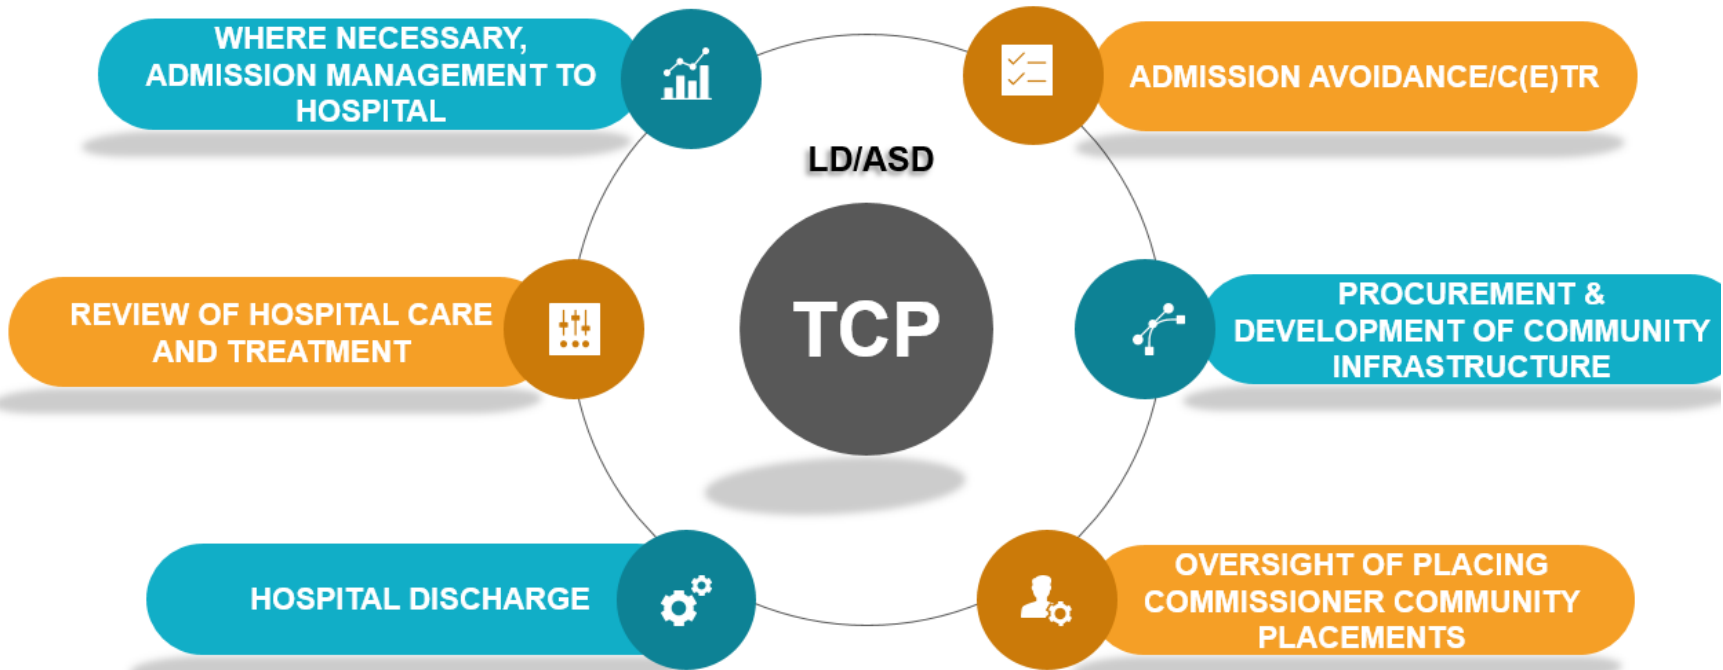 WHERE NECESSARY,
ADMISSION MANAGEMENT TO
HOSPITAL
ADMISSION AVOIDANCE/C(E)TR
LD/ASD
REVIEW OF HOSPITAL CARE
AND TREATMENT
TCP
PROCUREMENT &
DEVELOPMENT OF COMMUNITY
INFRASTRUCTURE
HOSPITAL DISCHARGE
OVERSIGHT OF PLACING
COMMISSIONER COMMUNITY
PLACEMENTS